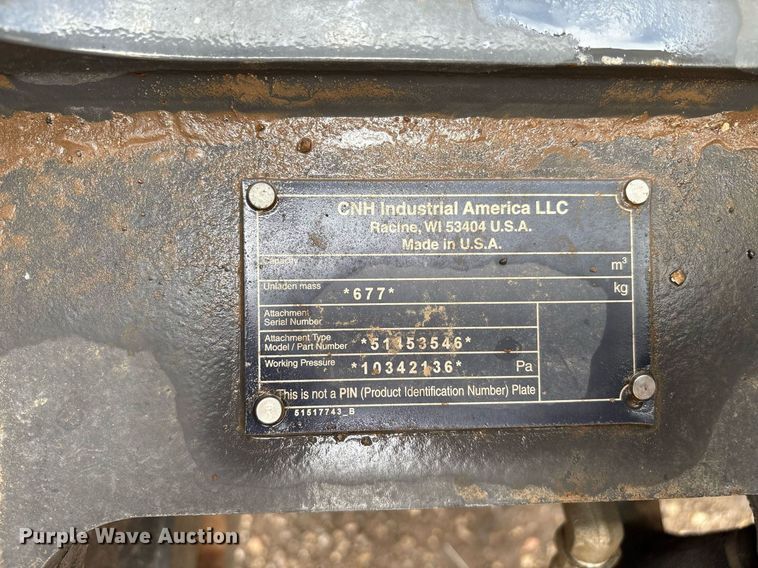 CNH Industrial America LLC
Racine, WI 53404 U.S.A.
Made in U.S.A.
Capacity m³
Unladen mass *677* kg
Attachment
Serial Number
Attachment Type
Model / Part Number *51453546*
Working Pressure *10342136* Pa
This is not a PIN (Product Identification Number) Plate
51517743_B
Purple Wave Auction®